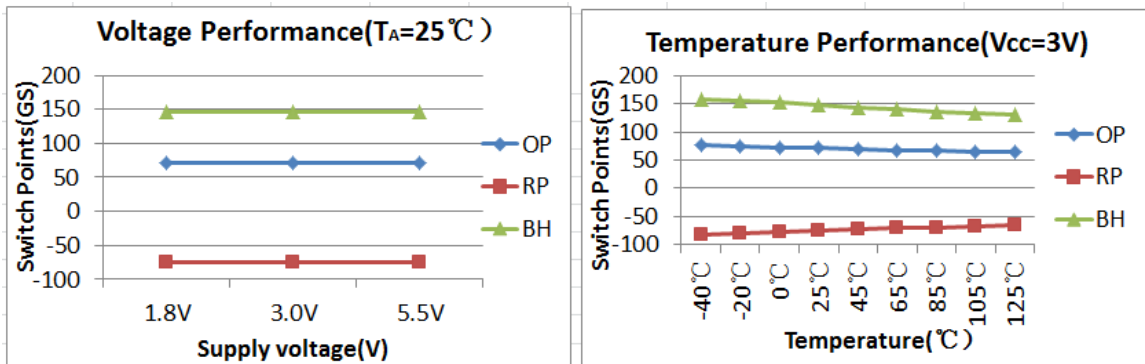 Voltage Performance(TA=25℃)
Switch Points(GS)
200
150
100
50
0
-50
-100
1.8V 3.0V 5.5V
Supply voltage(V)
OP
RP
BH
Temperature Performance(Vcc=3V)
Switch Points(GS)
200
150
100
50
0
-50
-100
-40℃ -20℃ 0℃ 25℃ 45℃ 65℃ 85℃ 105℃ 125℃
Temperature(℃)
OP
RP
BH